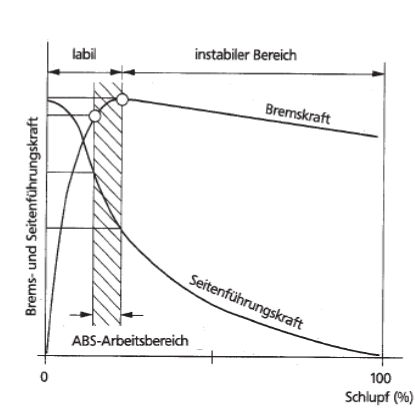 labil
instabiler Bereich
Bremskraft
Brems- und Seitenführungskraft
Seitenführungskraft
ABS-Arbeitsbereich
0
100
Schlupf (%)